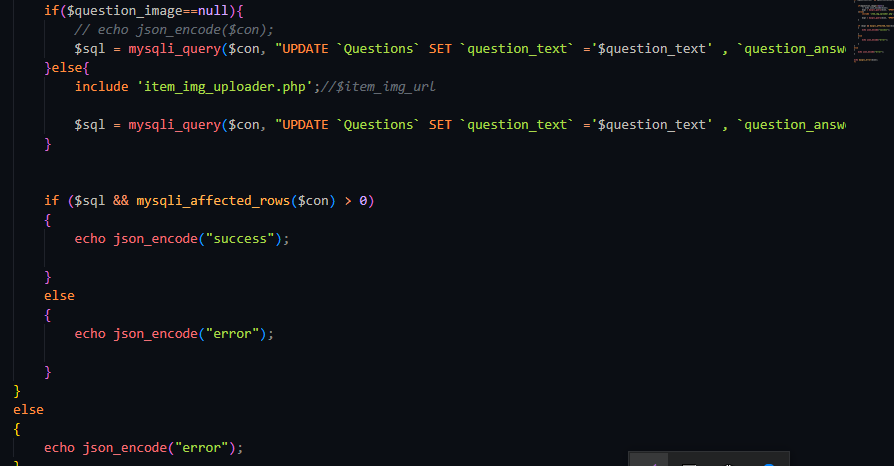 if($question_image==null){
// echo json_encode($con);
$sql = mysqli_query($con, "UPDATE `Questions` SET `question_text` ='$question_text' , `question_answ
}else{
include 'item_img_uploader.php';//$item_img_url
$sql = mysqli_query($con, "UPDATE `Questions` SET `question_text` ='$question_text' , `question_answ
}
if ($sql && mysqli_affected_rows($con) > 0)
{
echo json_encode("success");
}
else
{
echo json_encode("error");
}
}
else
{
echo json_encode("error");
}